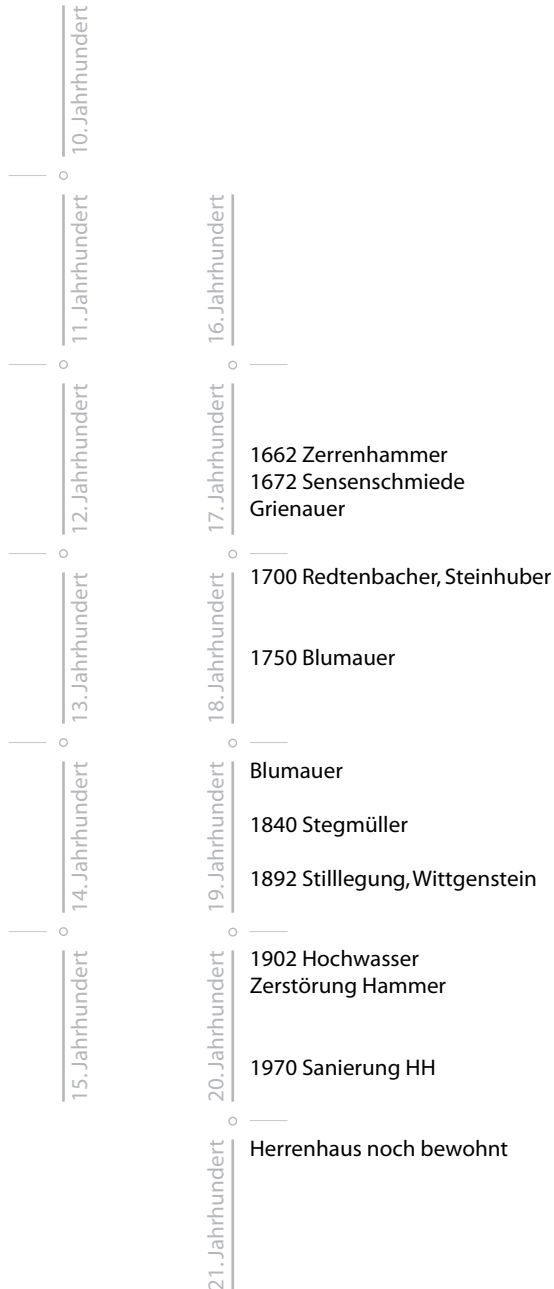 10. Jahrhundert
11. Jahrhundert
12. Jahrhundert
13. Jahrhundert
14. Jahrhundert
15. Jahrhundert
16. Jahrhundert
17. Jahrhundert
1662 Zerrenhammer
1672 Sensenschmiede
Grienauer
18. Jahrhundert
1700 Redtenbacher, Steinhuber
1750 Blumauer
19. Jahrhundert
Blumauer
1840 Stegmüller
1892 Stilllegung, Wittgenstein
20. Jahrhundert
1902 Hochwasser
Zerstörung Hammer
1970 Sanierung HH
21. Jahrhundert
Herrenhaus noch bewohnt